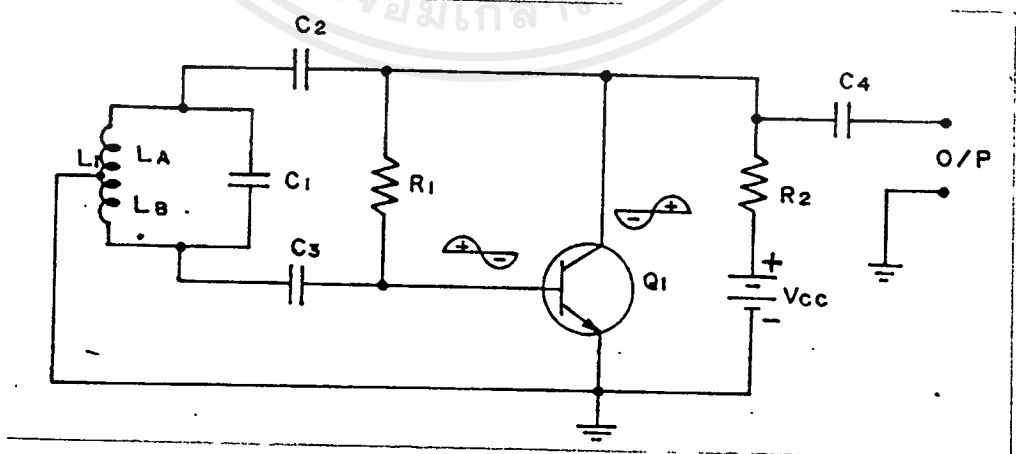 C2
C4
L1
LA
LB
C1
R1
O/P
R2
C3
+ -
- +
Q1
+
Vcc
-